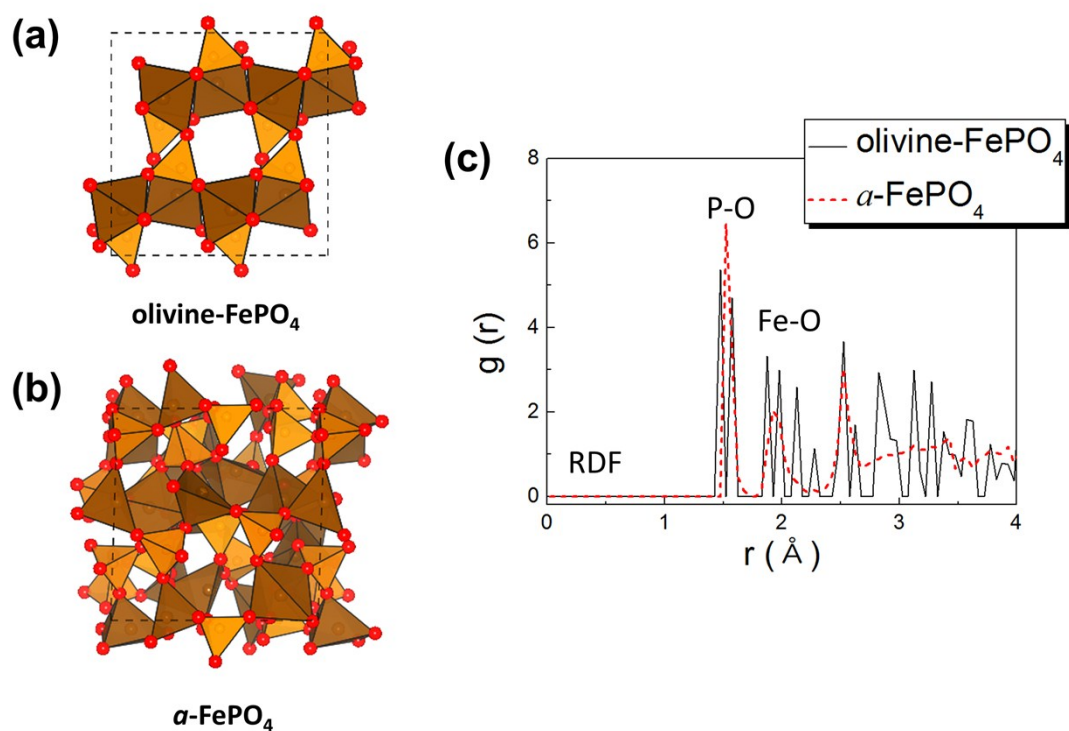 (a)
olivine-FePO₄
(b)
a-FePO₄
(c)
olivine-FePO₄
a-FePO₄
8
6
4
2
0
g (r)
P-O
Fe-O
RDF
0 1 2 3 4
r ( Å )